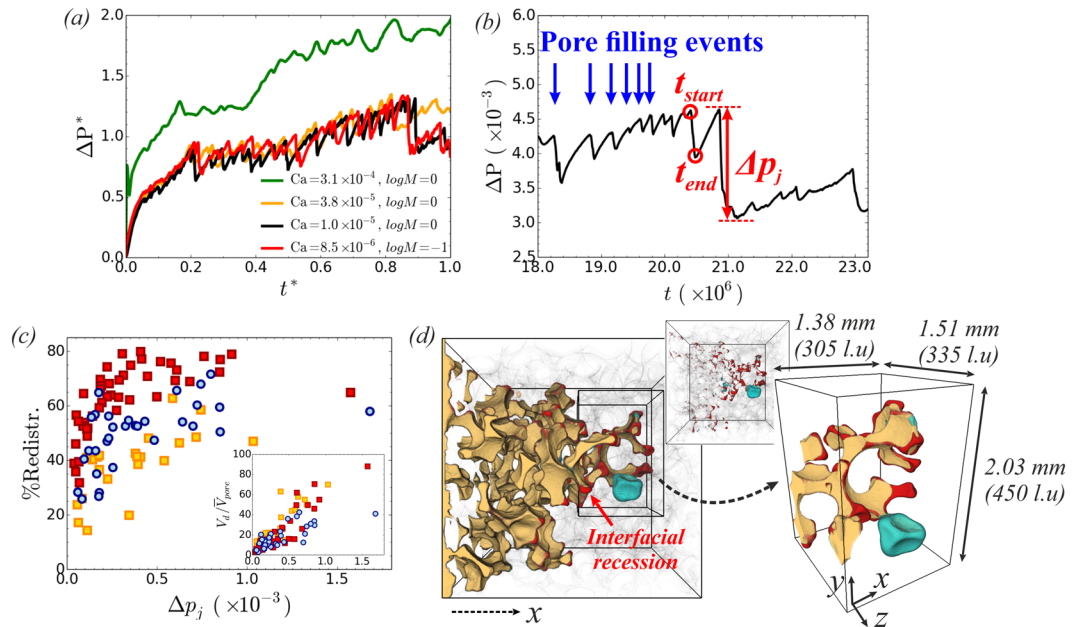 (a)
ΔP*
2.0
1.5
1.0
0.5
0.0
0.0 0.2 0.4 0.6 0.8 1.0
t*
Ca=3.1×10⁻⁴, logM=0
Ca=3.8×10⁻⁵, logM=0
Ca=1.0×10⁻⁵, logM=0
Ca=8.5×10⁻⁶, logM=−1
(b)
ΔP (×10⁻³)
6.0
5.5
5.0
4.5
4.0
3.5
3.0
2.5
18.0 19.0 20.0 21.0 22.0 23.0
t (×10⁶)
Pore filling events
t_start
t_end
Δp_j
(c)
%Redistr.
80
60
40
20
0
0.0 0.5 1.0 1.5
Δp_j (×10⁻³)
V_d/V̄_pore
100
80
60
40
20
0
0.0 0.5 1.0 1.5
(d)
Interfacial
recession
x
1.38 mm
(305 l.u)
1.51 mm
(335 l.u)
2.03 mm
(450 l.u)
y
x
z